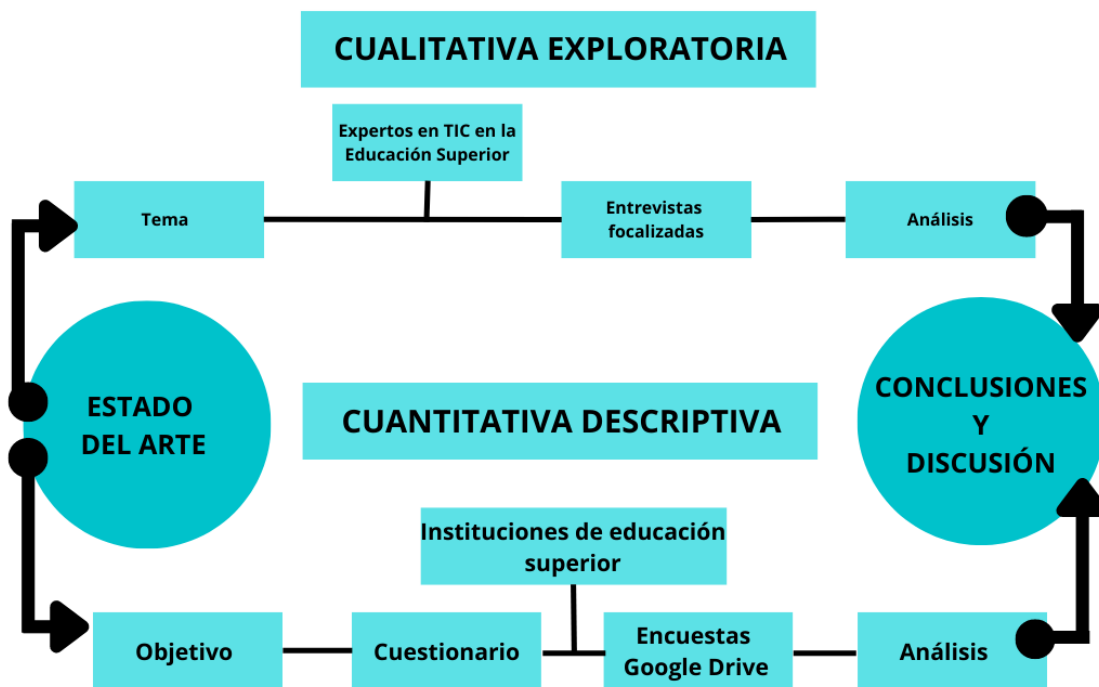 CUALITATIVA EXPLORATORIA
Expertos en TIC en la
Educación Superior
Tema
Entrevistas
focalizadas
Análisis
ESTADO
DEL ARTE
CONCLUSIONES
Y
DISCUSIÓN
CUANTITATIVA DESCRIPTIVA
Instituciones de educación
superior
Objetivo
Cuestionario
Encuestas
Google Drive
Análisis